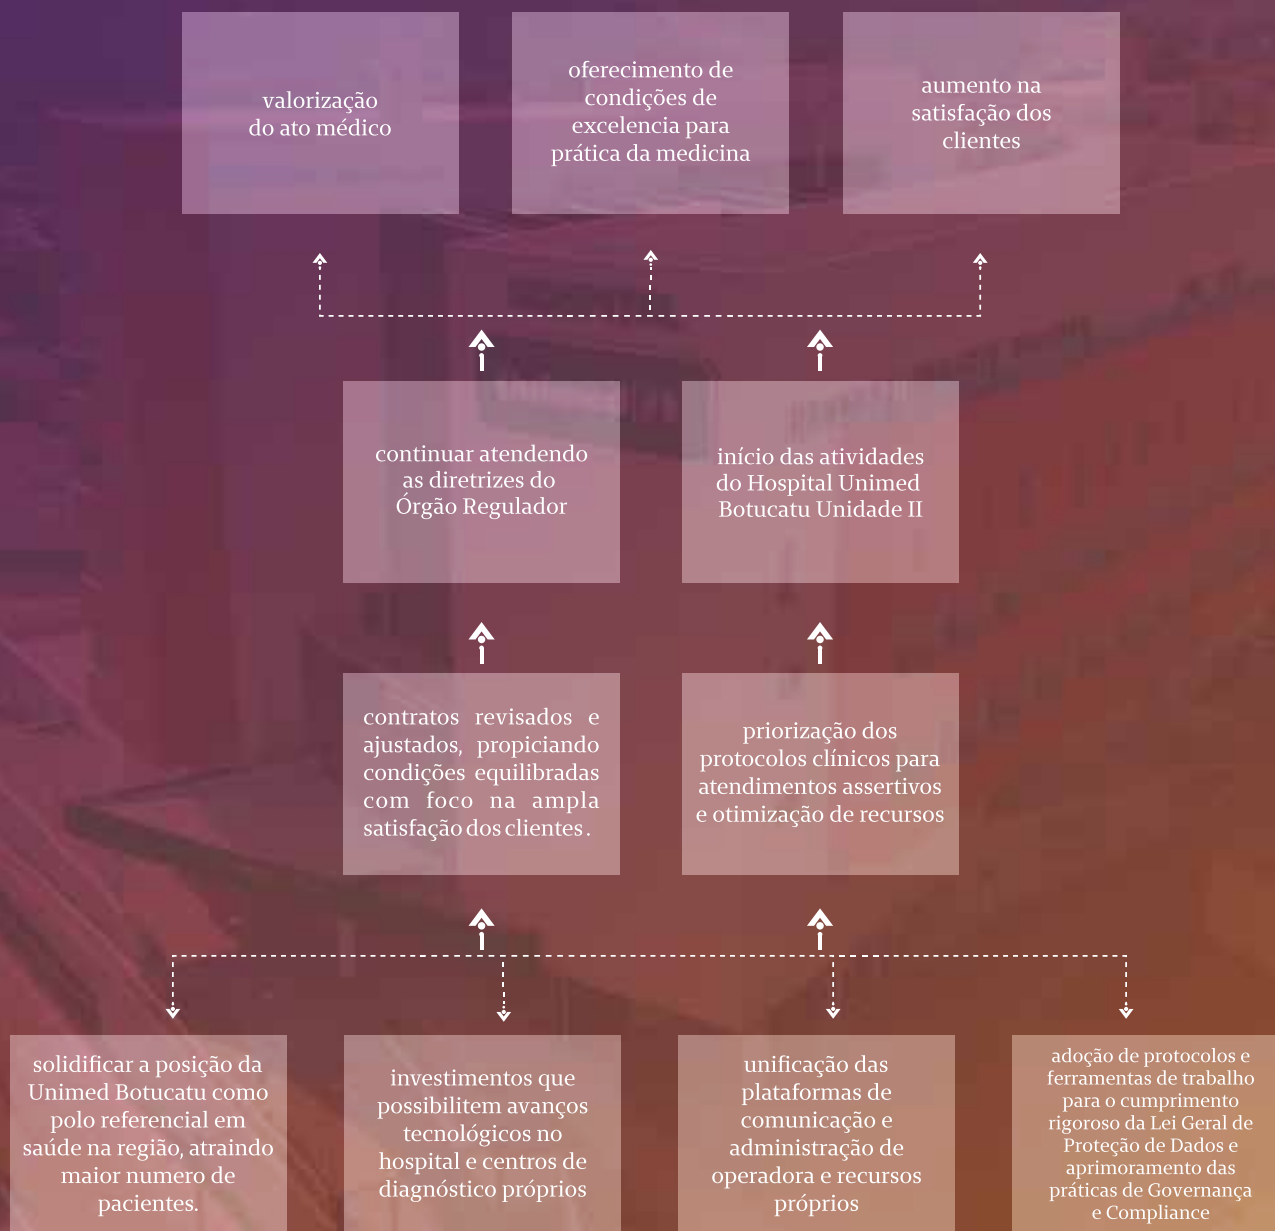 valorização
do ato médico
oferecimento de
condições de
excelencia para
prática da medicina
aumento na
satisfação dos
clientes
continuar atendendo
as diretrizes do
Órgão Regulador
início das atividades
do Hospital Unimed
Botucatu Unidade II
contratos revisados e
ajustados, propiciando
condições equilibradas
com foco na ampla
satisfação dos clientes.
priorização dos
protocolos clínicos para
atendimentos assertivos
e otimização de recursos
solidificar a posição da
Unimed Botucatu como
polo referencial em
saúde na região, atraindo
maior numero de
pacientes.
investimentos que
possibilitem avanços
tecnológicos no
hospital e centros de
diagnóstico próprios
unificação das
plataformas de
comunicação e
administração de
operadora e recursos
próprios
adoção de protocolos e
ferramentas de trabalho
para o cumprimento
rigoroso da Lei Geral de
Proteção de Dados e
aprimoramento das
práticas de Governança
e Compliance